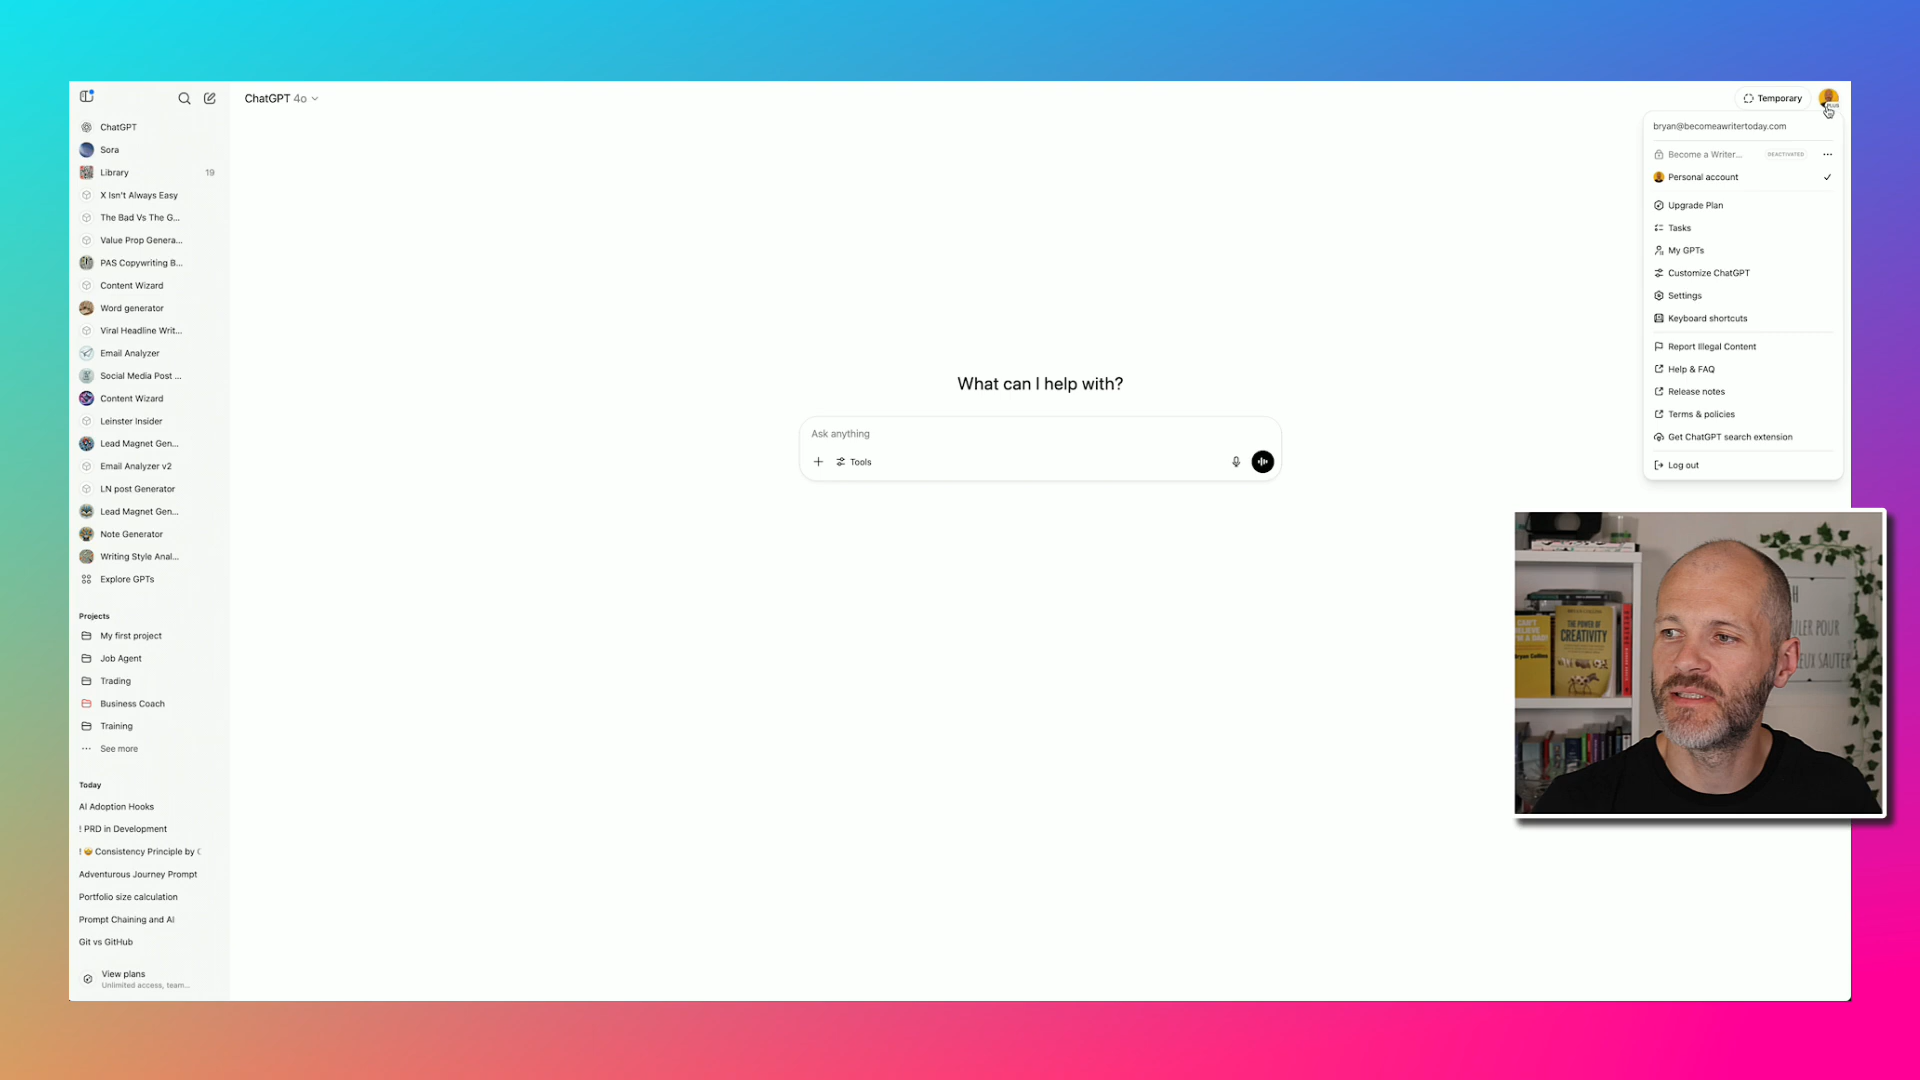 ChatGPT
Sora
Library 19
X Isn't Always Easy
The Bad Vs The G...
Value Prop Genera...
PAS Copywriting B...
Content Wizard
Word generator
Viral Headline Writ...
Email Analyzer
Social Media Post ...
Content Wizard
Leinster Insider
Lead Magnet Gen...
Email Analyzer v2
LN post Generator
Lead Magnet Gen...
Note Generator
Writing Style Anal...
Explore GPTs
Projects
My first project
Job Agent
Trading
Business Coach
Training
See more
Today
AI Adoption Hooks
! PRD in Development
! 🤩 Consistency Principle by
Adventurous Journey Prompt
Portfolio size calculation
Prompt Chaining and AI
Git vs GitHub
View plans
Unlimited access, team...
ChatGPT 4o
What can I help with?
Ask anything
Tools
Temporary
PLUS
bryan@becomeawritertoday.com
Become a Writer... DEACTIVATED
Personal account
Upgrade Plan
Tasks
My GPTs
Customize ChatGPT
Settings
Keyboard shortcuts
Report Illegal Content
Help & FAQ
Release notes
Terms & policies
Get ChatGPT search extension
Log out
THE POWER OF
CREATIVITY
Bryan Collins